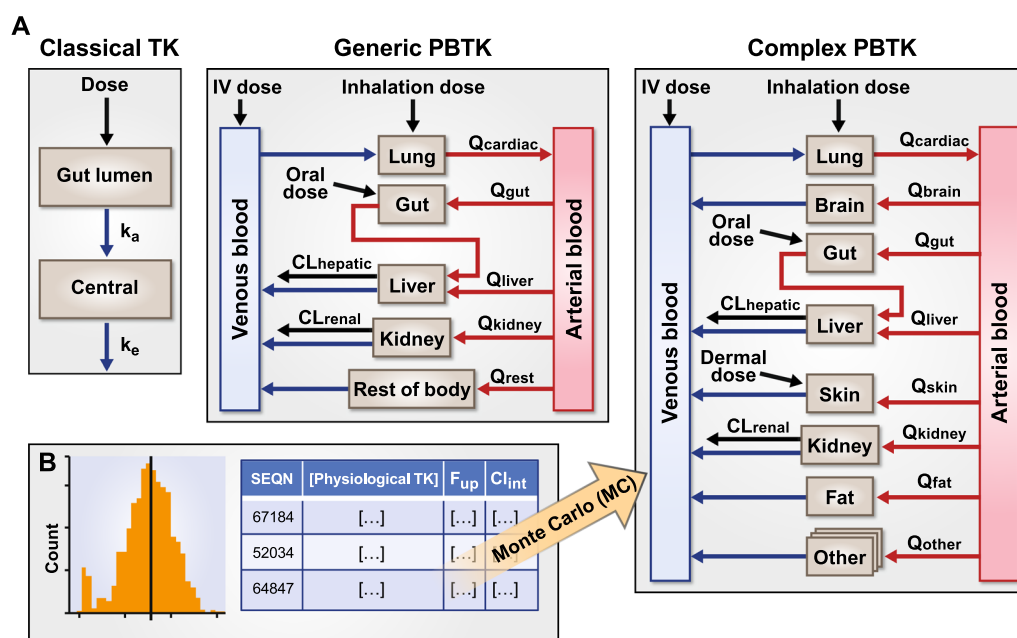 A
Classical TK
Dose
Gut lumen
ka
Central
ke
Generic PBTK
IV dose
Inhalation dose
Venous blood
Arterial blood
Lung
Qcardiac
Oral
dose
Gut
Qgut
CLhepatic
Liver
Qliver
CLrenal
Kidney
Qkidney
Rest of body
Qrest
Complex PBTK
IV dose
Inhalation dose
Venous blood
Arterial blood
Lung
Qcardiac
Brain
Qbrain
Oral
dose
Gut
Qgut
CLhepatic
Liver
Qliver
Dermal
dose
Skin
Qskin
CLrenal
Kidney
Qkidney
Fat
Qfat
Other
Qother
B
Count
SEQN [Physiological TK] Fup Clint
67184 [...] [...] [...]
52034 [...] [...] [...]
64847 [...] [...] [...]
Monte Carlo (MC)